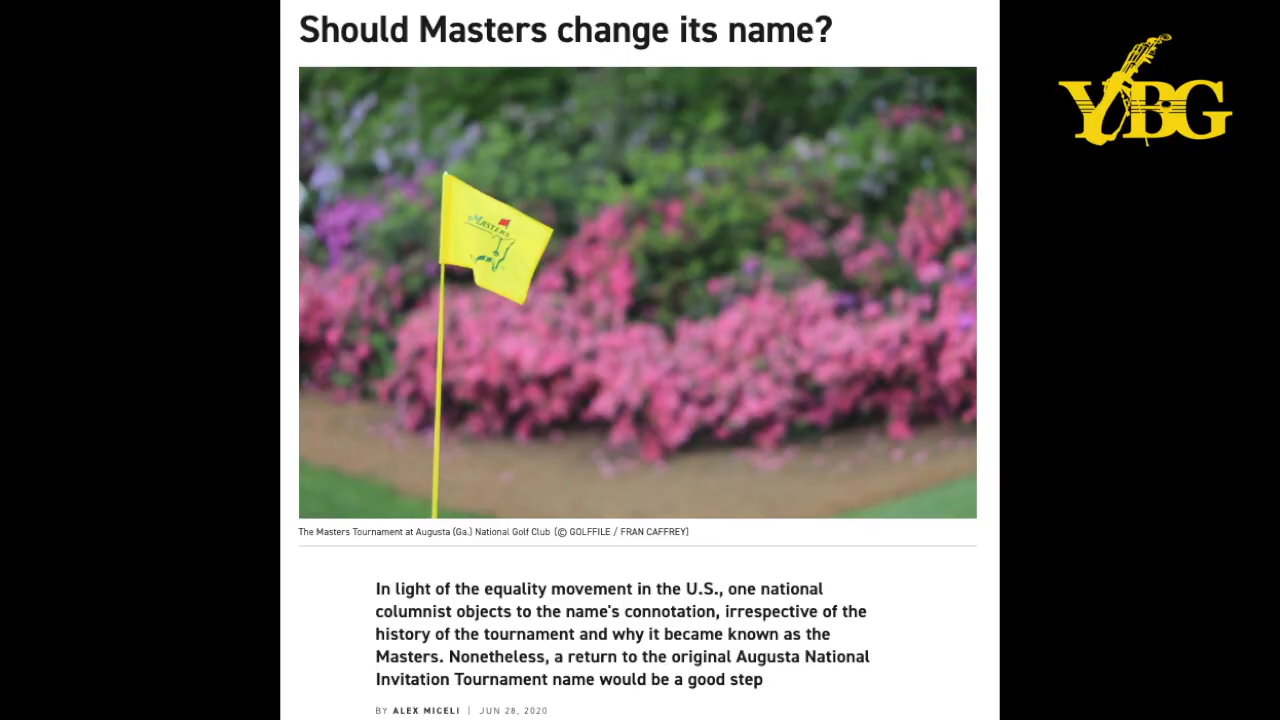 Should Masters change its name?
YBG
MASTERS
The Masters Tournament at Augusta (Ga.) National Golf Club (© GOLFFILE / FRAN CAFFREY)
In light of the equality movement in the U.S., one national
columnist objects to the name's connotation, irrespective of the
history of the tournament and why it became known as the
Masters. Nonetheless, a return to the original Augusta National
Invitation Tournament name would be a good step
BY ALEX MICELI | JUN 28, 2020